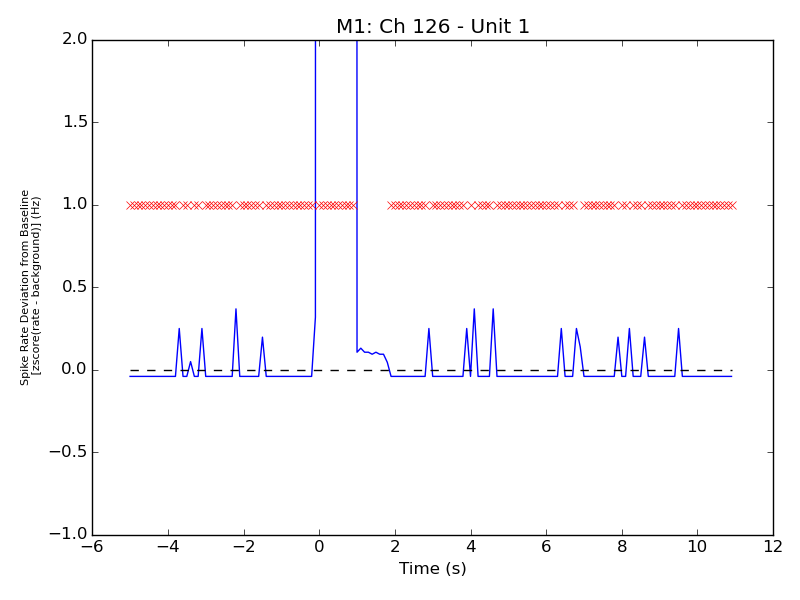 M1: Ch 126 - Unit 1
2.0
1.5
1.0
0.5
0.0
−0.5
−1.0
Spike Rate Deviation from Baseline
[zscore(rate - background)] (Hz)
−6 −4 −2 0 2 4 6 8 10 12
Time (s)